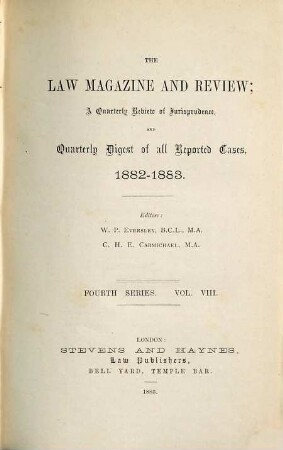 THE
LAW MAGAZINE AND REVIEW;
A Quarterly Review of Jurisprudence,
AND
Quarterly Digest of all Reported Cases,
1882-1883.
Editors:
W. P. EVERSLEY, B.C.L., M.A.
C. H. E. CARMICHAEL, M.A.
FOURTH SERIES. VOL. VIII.
LONDON:
STEVENS AND HAYNES,
Law Publishers,
BELL YARD, TEMPLE BAR.
1883.